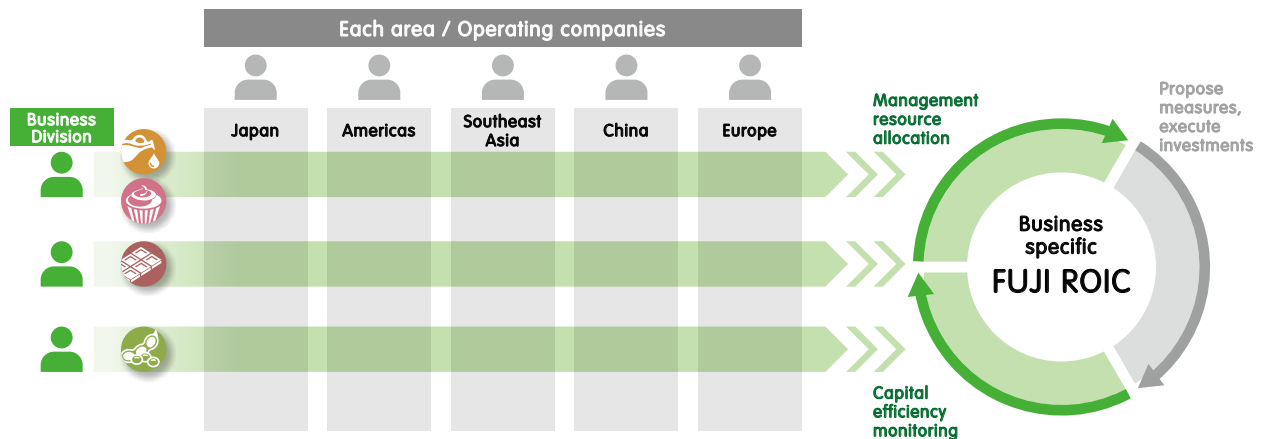 Each area / Operating companies
Business
Division
Japan
Americas
Southeast
Asia
China
Europe
Management
resource
allocation
Propose
measures,
execute
investments
Business
specific
FUJI ROIC
Capital
efficiency
monitoring